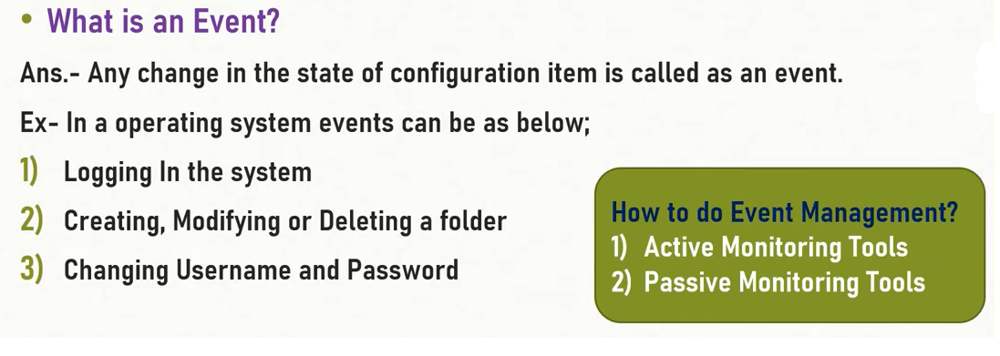 • What is an Event?
Ans.- Any change in the state of configuration item is called as an event.
Ex- In a operating system events can be as below;
1) Logging In the system
2) Creating, Modifying or Deleting a folder
3) Changing Username and Password
How to do Event Management?
1) Active Monitoring Tools
2) Passive Monitoring Tools